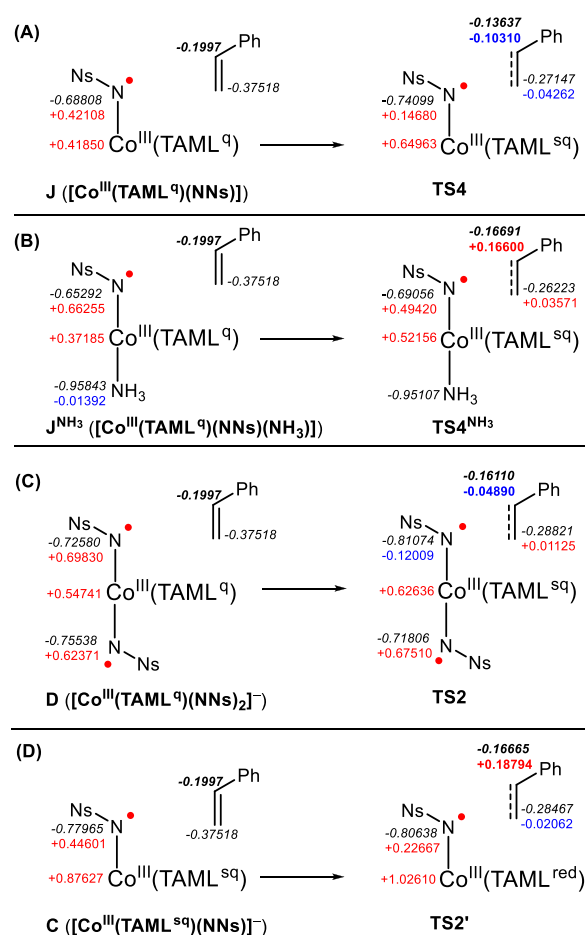 (A)
Ns
N •
-0.68808
+0.42108
+0.41850 Co^III(TAML^q)
-0.1997 Ph
-0.37518
J ([Co^III(TAML^q)(NNs)])
-0.13637
-0.10310
Ph
-0.27147
-0.04262
Ns
N •
-0.74099
+0.14680
+0.64963 Co^III(TAML^sq)
TS4
(B)
Ns
N •
-0.65292
+0.66255
+0.37185 Co^III(TAML^q)
-0.95843
-0.01392
NH3
-0.1997 Ph
-0.37518
J^NH3 ([Co^III(TAML^q)(NNs)(NH3)])
-0.16691
+0.16600
Ph
-0.26223
+0.03571
Ns
N •
-0.69056
+0.49420
+0.52156 Co^III(TAML^sq)
-0.95107 NH3
TS4^NH3
(C)
Ns
N •
-0.72580
+0.69830
+0.54741 Co^III(TAML^q)
-0.75538
+0.62371
• N
Ns
-0.1997 Ph
-0.37518
D ([Co^III(TAML^q)(NNs)2]^–)
-0.16110
-0.04890
Ph
-0.28821
+0.01125
Ns
N •
-0.81074
-0.12009
+0.62636 Co^III(TAML^sq)
-0.71806
+0.67510
• N
Ns
TS2
(D)
Ns
N •
-0.77965
+0.44601
+0.87627 Co^III(TAML^sq)
-0.1997 Ph
-0.37518
C ([Co^III(TAML^sq)(NNs)]^–)
-0.16665
+0.18794
Ph
-0.28467
-0.02062
Ns
N •
-0.80638
+0.22667
+1.02610 Co^III(TAML^red)
TS2'